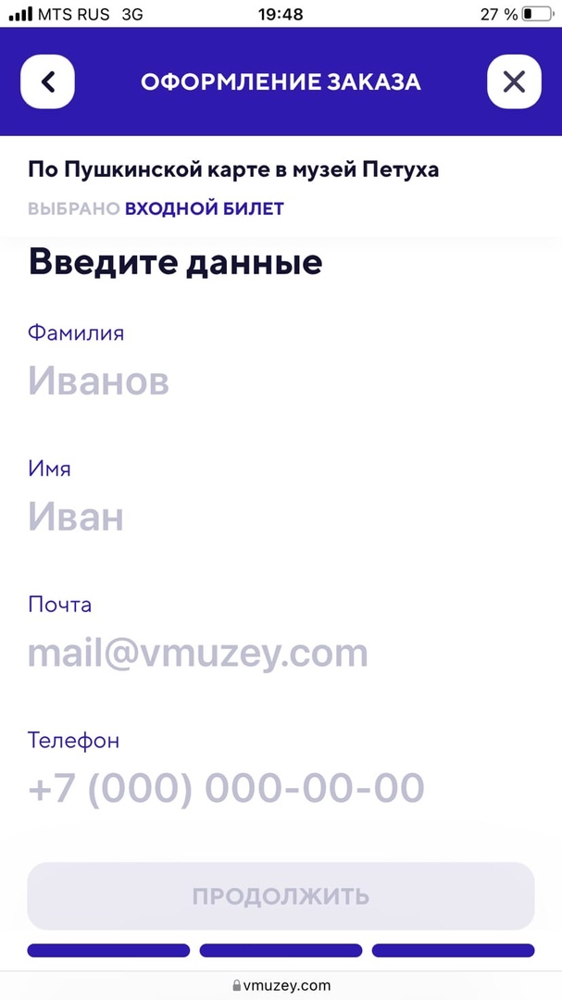 MTS RUS 3G 19:48 27 %
ОФОРМЛЕНИЕ ЗАКАЗА
По Пушкинской карте в музей Петуха
ВЫБРАНО ВХОДНОЙ БИЛЕТ
Введите данные
Фамилия
Иванов
Имя
Иван
Почта
mail@vmuzey.com
Телефон
+7 (000) 000-00-00
ПРОДОЛЖИТЬ
vmuzey.com